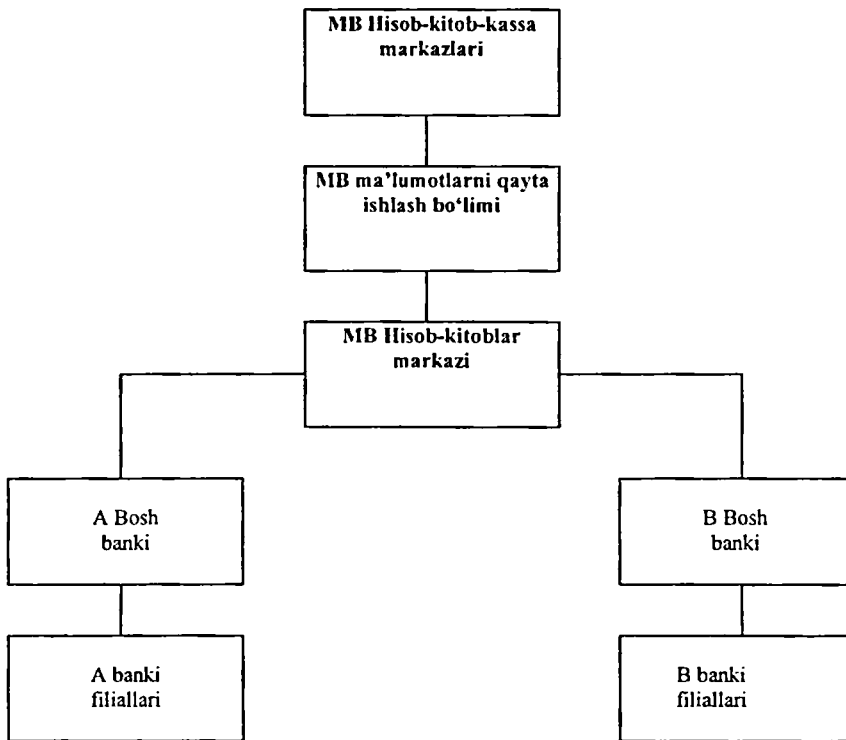 MB Hisob-kitob-kassa
markazlari
MB ma’lumotlarni qayta
ishlash bo‘limi
MB Hisob-kitoblar
markazi
A Bosh
banki
B Bosh
banki
A banki
filiallari
B banki
filiallari